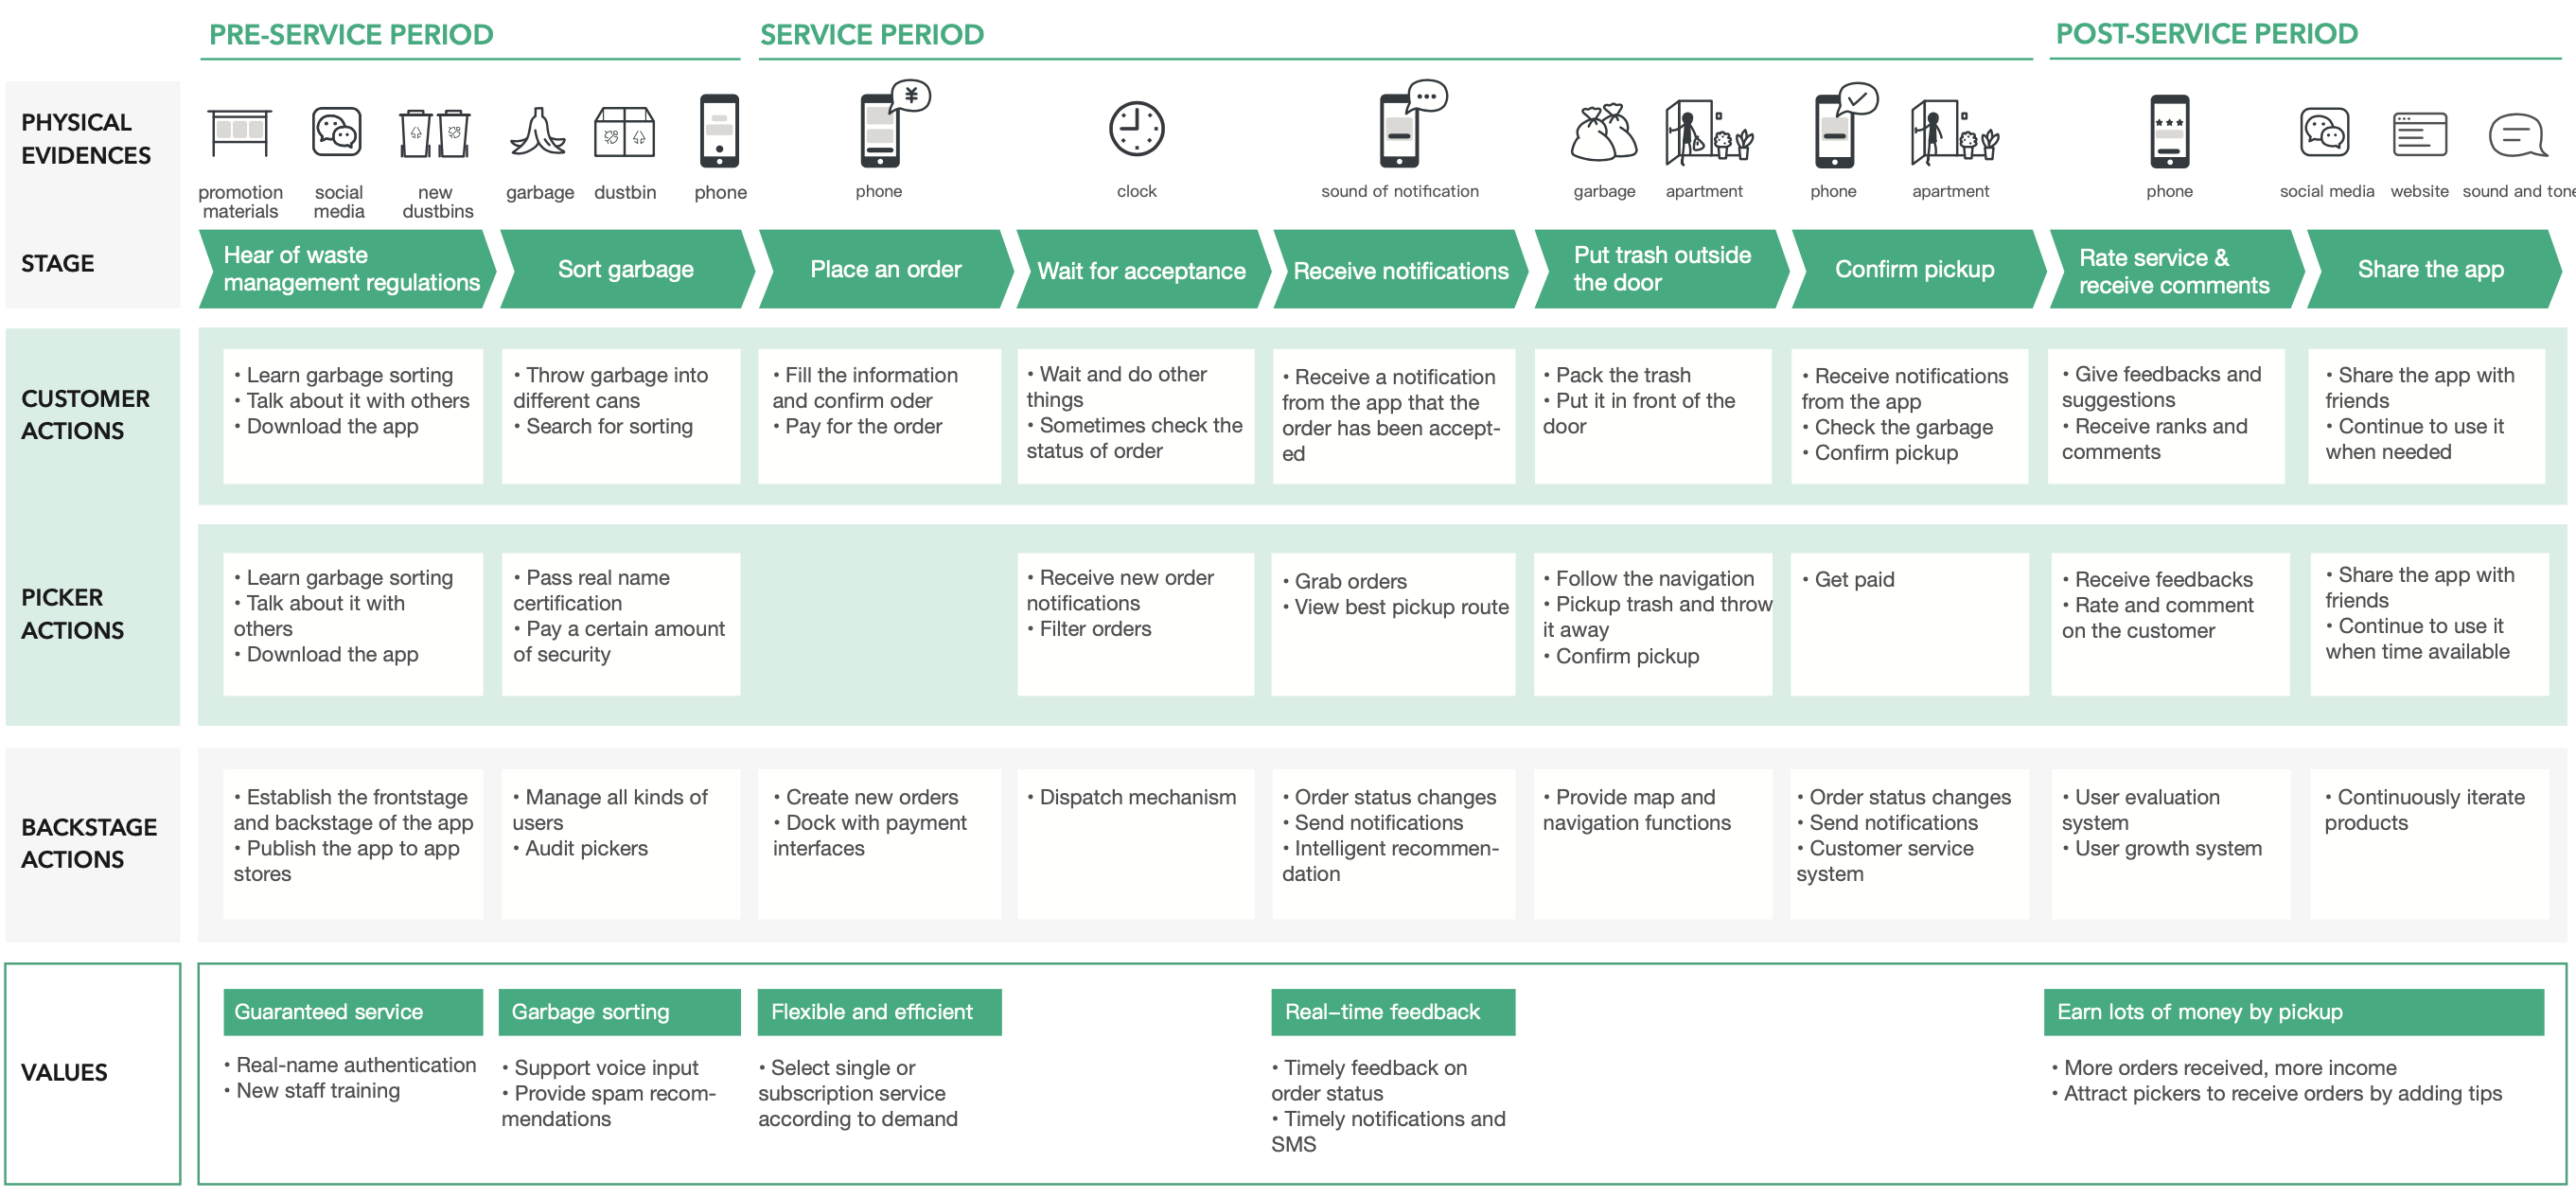 PRE-SERVICE PERIOD
SERVICE PERIOD
POST-SERVICE PERIOD
PHYSICAL
EVIDENCES
¥
promotion
materials
social
media
new
dustbins
garbage
dustbin
phone
phone
clock
sound of notification
garbage
apartment
phone
apartment
phone
social media
website
sound and tone
STAGE
Hear of waste
management regulations
Sort garbage
Place an order
Wait for acceptance
Receive notifications
Put trash outside
the door
Confirm pickup
Rate service &
receive comments
Share the app
CUSTOMER
ACTIONS
• Learn garbage sorting
• Talk about it with others
• Download the app
• Throw garbage into
different cans
• Search for sorting
• Fill the information
and confirm oder
• Pay for the order
• Wait and do other
things
• Sometimes check the
status of order
• Receive a notification
from the app that the
order has been accept-
ed
• Pack the trash
• Put it in front of the
door
• Receive notifications
from the app
• Check the garbage
• Confirm pickup
• Give feedbacks and
suggestions
• Receive ranks and
comments
• Share the app with
friends
• Continue to use it
when needed
PICKER
ACTIONS
• Learn garbage sorting
• Talk about it with
others
• Download the app
• Pass real name
certification
• Pay a certain amount
of security
• Receive new order
notifications
• Filter orders
• Grab orders
• View best pickup route
• Follow the navigation
• Pickup trash and throw
it away
• Confirm pickup
• Get paid
• Receive feedbacks
• Rate and comment
on the customer
• Share the app with
friends
• Continue to use it
when time available
BACKSTAGE
ACTIONS
• Establish the frontstage
and backstage of the app
• Publish the app to app
stores
• Manage all kinds of
users
• Audit pickers
• Create new orders
• Dock with payment
interfaces
• Dispatch mechanism
• Order status changes
• Send notifications
• Intelligent recommen-
dation
• Provide map and
navigation functions
• Order status changes
• Send notifications
• Customer service
system
• User evaluation
system
• User growth system
• Continuously iterate
products
VALUES
Guaranteed service
• Real-name authentication
• New staff training
Garbage sorting
• Support voice input
• Provide spam recom-
mendations
Flexible and efficient
• Select single or
subscription service
according to demand
Real–time feedback
• Timely feedback on
order status
• Timely notifications and
SMS
Earn lots of money by pickup
• More orders received, more income
• Attract pickers to receive orders by adding tips